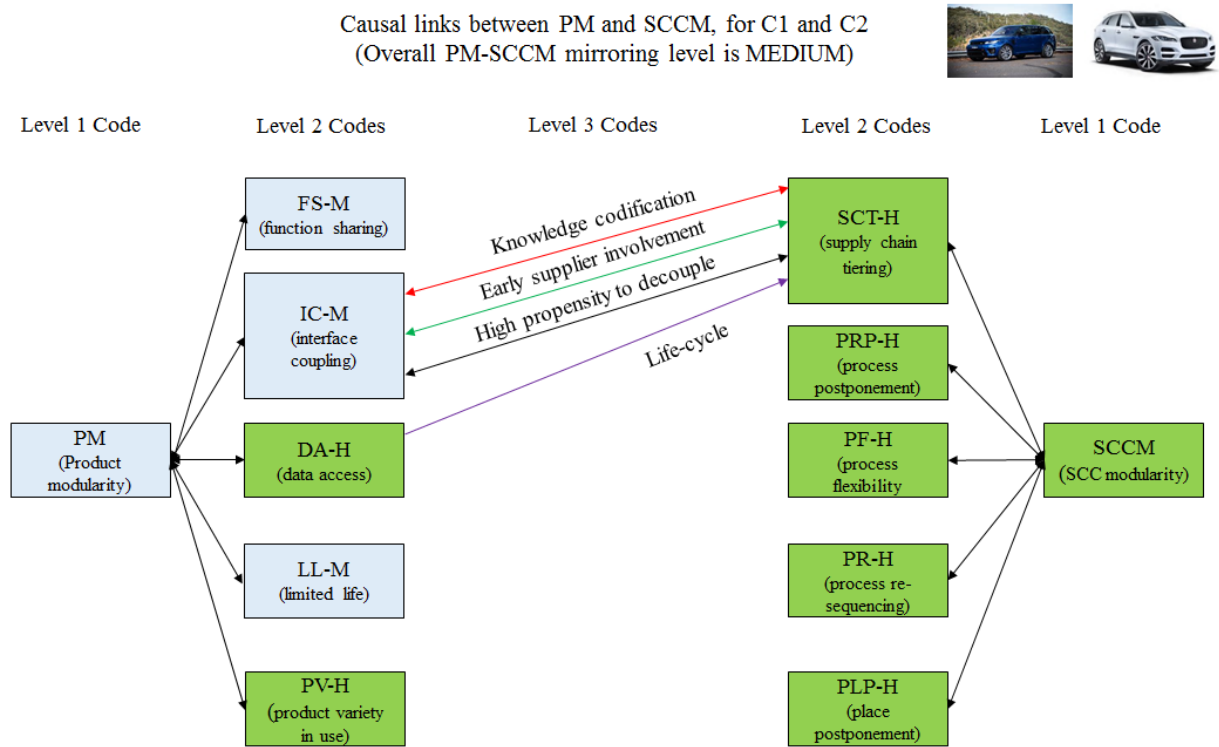 Causal links between PM and SCCM, for C1 and C2
(Overall PM-SCCM mirroring level is MEDIUM)
Level 1 Code
Level 2 Codes
Level 3 Codes
Level 2 Codes
Level 1 Code
FS-M
(function sharing)
IC-M
(interface
coupling)
DA-H
(data access)
LL-M
(limited life)
PV-H
(product variety
in use)
PM
(Product
modularity)
Knowledge codification
Early supplier involvement
High propensity to decouple
Life-cycle
SCT-H
(supply chain
tiering)
PRP-H
(process
postponement)
PF-H
(process
flexibility
PR-H
(process re-
sequencing)
PLP-H
(place
postponement)
SCCM
(SCC modularity)